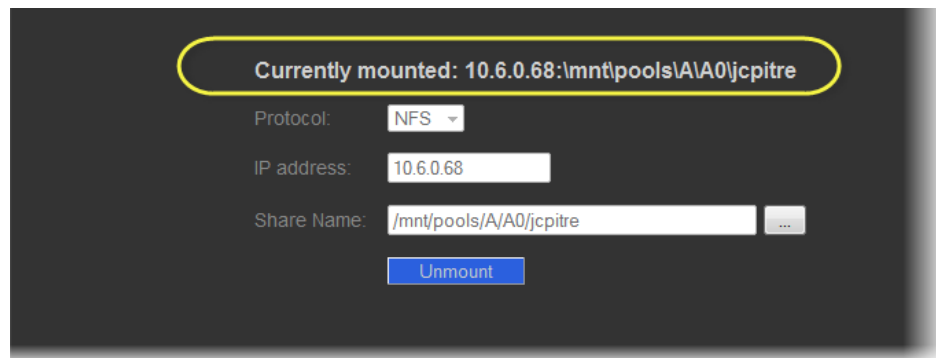 Currently mounted: 10.6.0.68:\mnt\pools\A\A0\jcpitre
Protocol: NFS
IP address: 10.6.0.68
Share Name: /mnt/pools/A/A0/jcpitre ...
Unmount